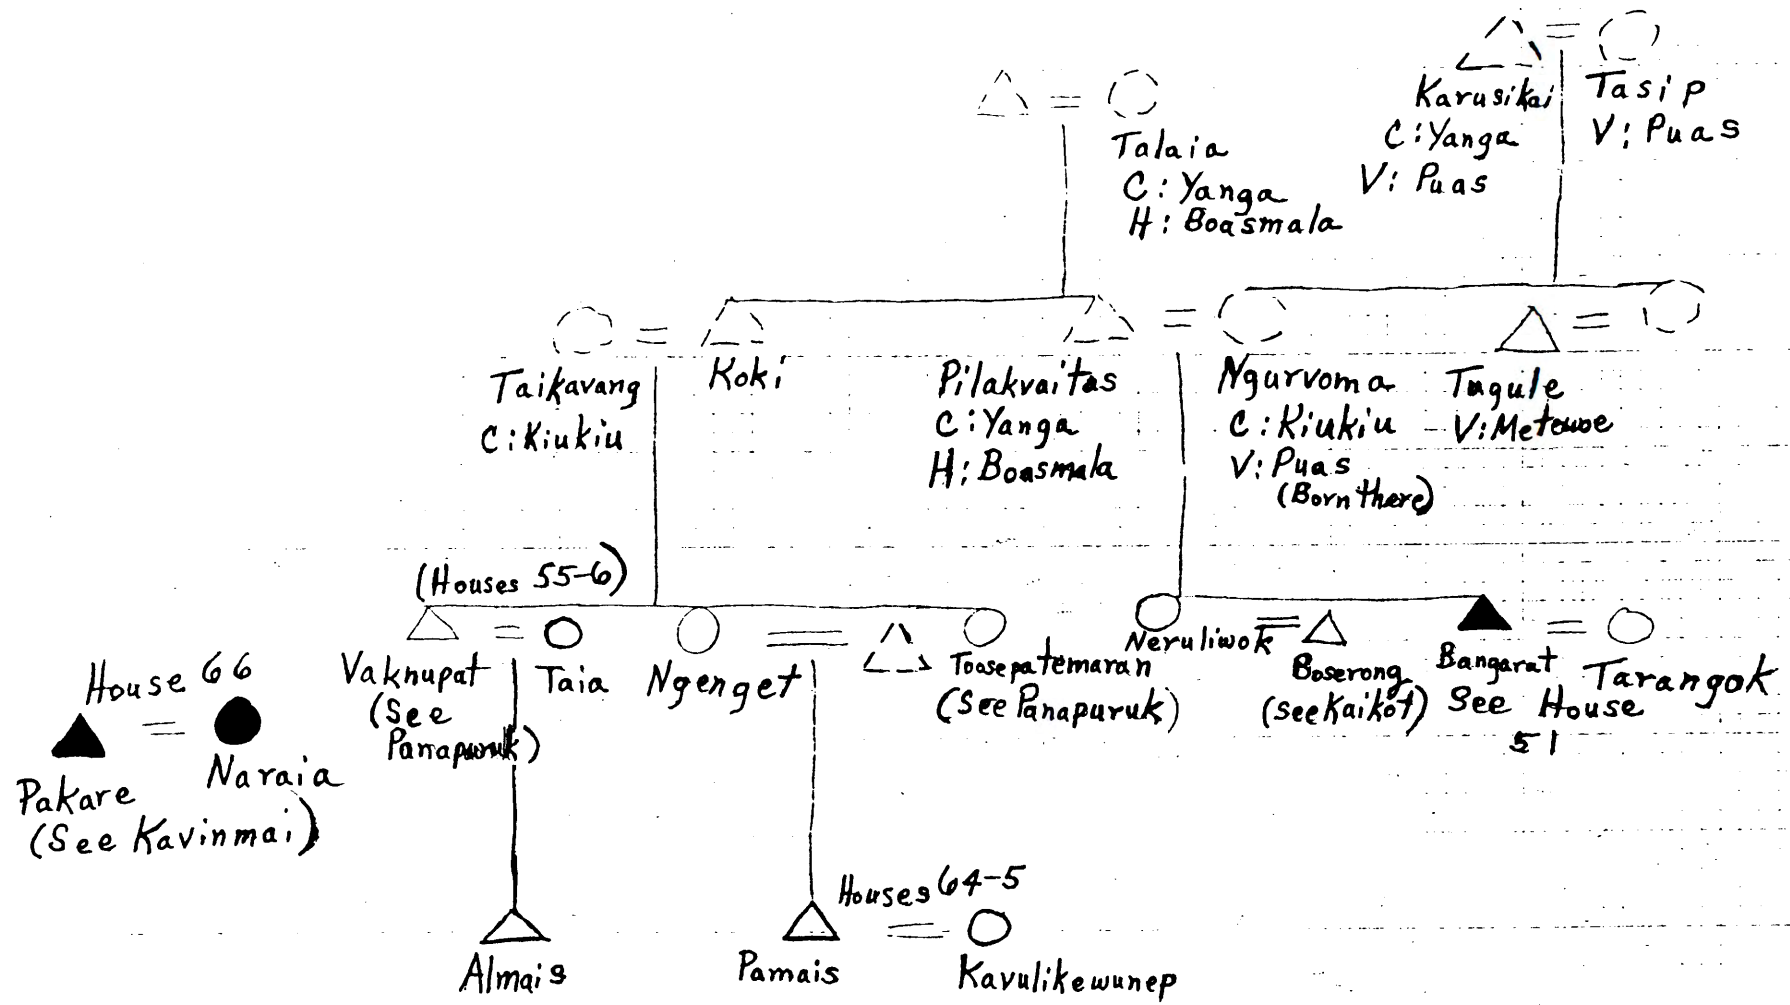 Karusikai
C: Yanga
V: Puas
Tasip
V: Puas
Talaia
C: Yanga
H: Boasmala
Taikavang
C: Kiukiu
Koki
Pilakvaitas
C: Yanga
H: Boasmala
Ngurvoma
C: Kiukiu
V: Puas
(Born there)
Tugule
V: Metewoe
(Houses 55-6)
Vaknupat
(See
Panapuruk)
Taia
Ngenget
Toosepatemaran
(See Panapuruk)
Neruliwok
Boserong
(see Kaikot)
Bangarat
See House
51
Tarangok
House 66
Pakare
(See Kavinmai)
Naraia
Houses 64-5
Almais
Pamais
Kavulikewunep